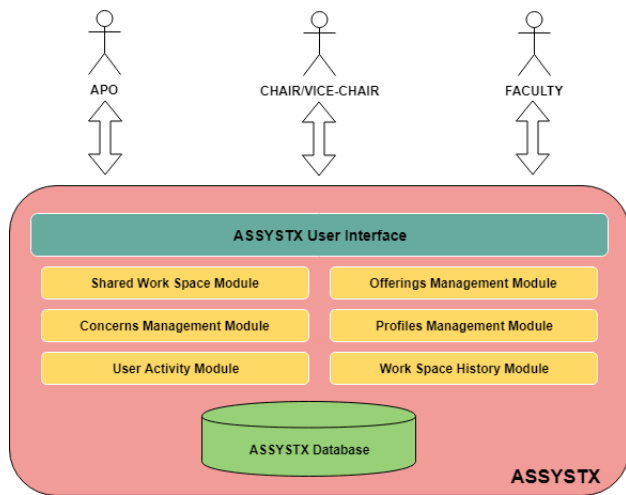 APO
CHAIR/VICE-CHAIR
FACULTY
ASSYSTX User Interface
Shared Work Space Module
Offerings Management Module
Concerns Management Module
Profiles Management Module
User Activity Module
Work Space History Module
ASSYSTX Database
ASSYSTX